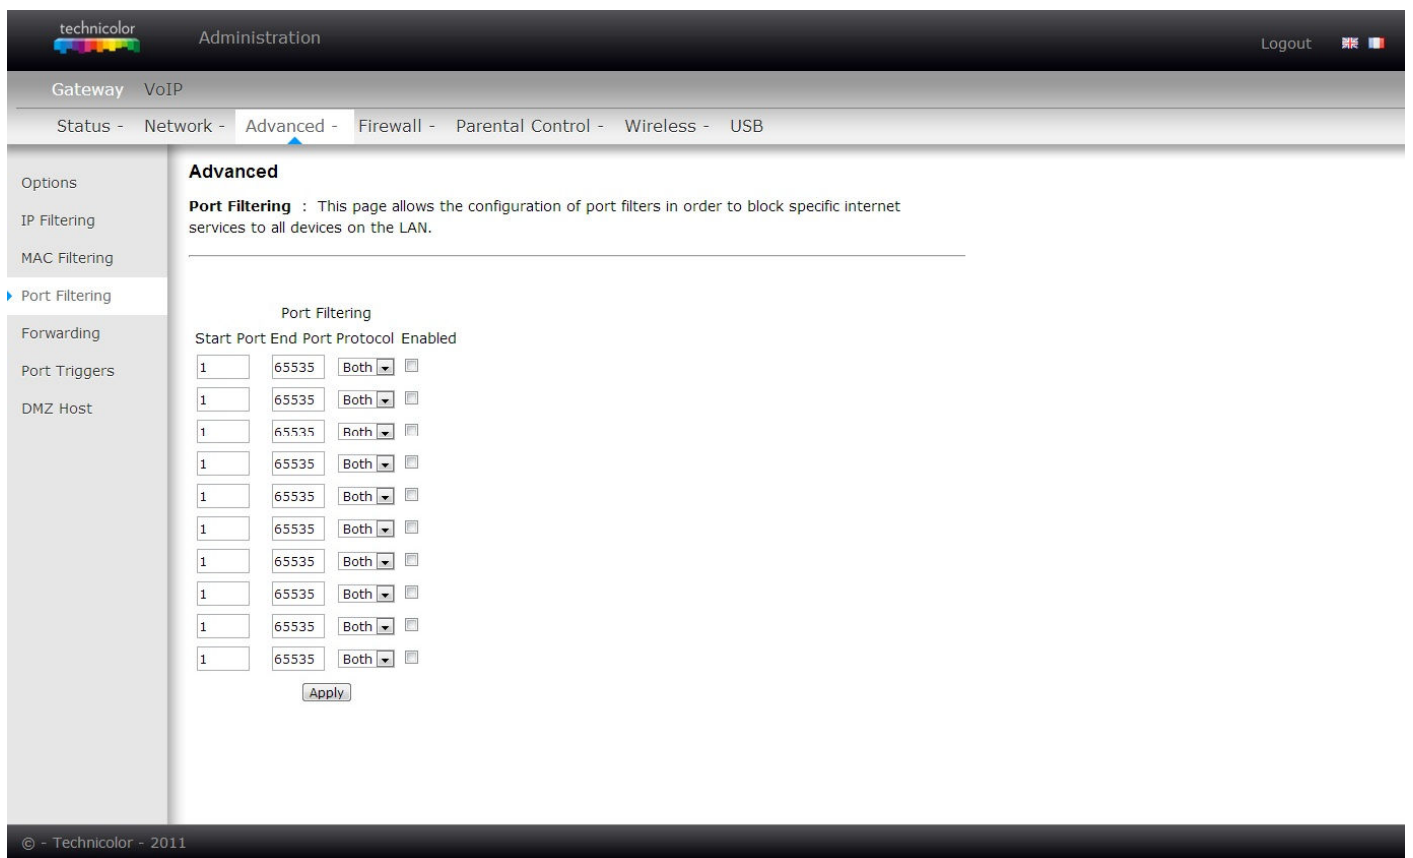 technicolor
Administration
Logout
Gateway VoIP
Status - Network - Advanced - Firewall - Parental Control - Wireless - USB
Options
IP Filtering
MAC Filtering
Port Filtering
Forwarding
Port Triggers
DMZ Host
Advanced
Port Filtering : This page allows the configuration of port filters in order to block specific internet
services to all devices on the LAN.
Port Filtering
Start Port End Port Protocol Enabled
1 65535 Both
1 65535 Both
1 65535 Both
1 65535 Both
1 65535 Both
1 65535 Both
1 65535 Both
1 65535 Both
1 65535 Both
1 65535 Both
Apply
© - Technicolor - 2011